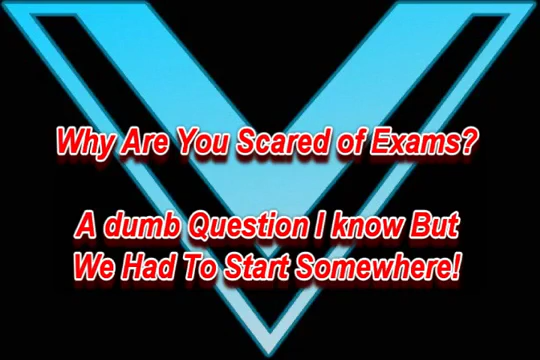 Why Are You Scared of Exams?
A dumb Question I know But
We Had To Start Somewhere!